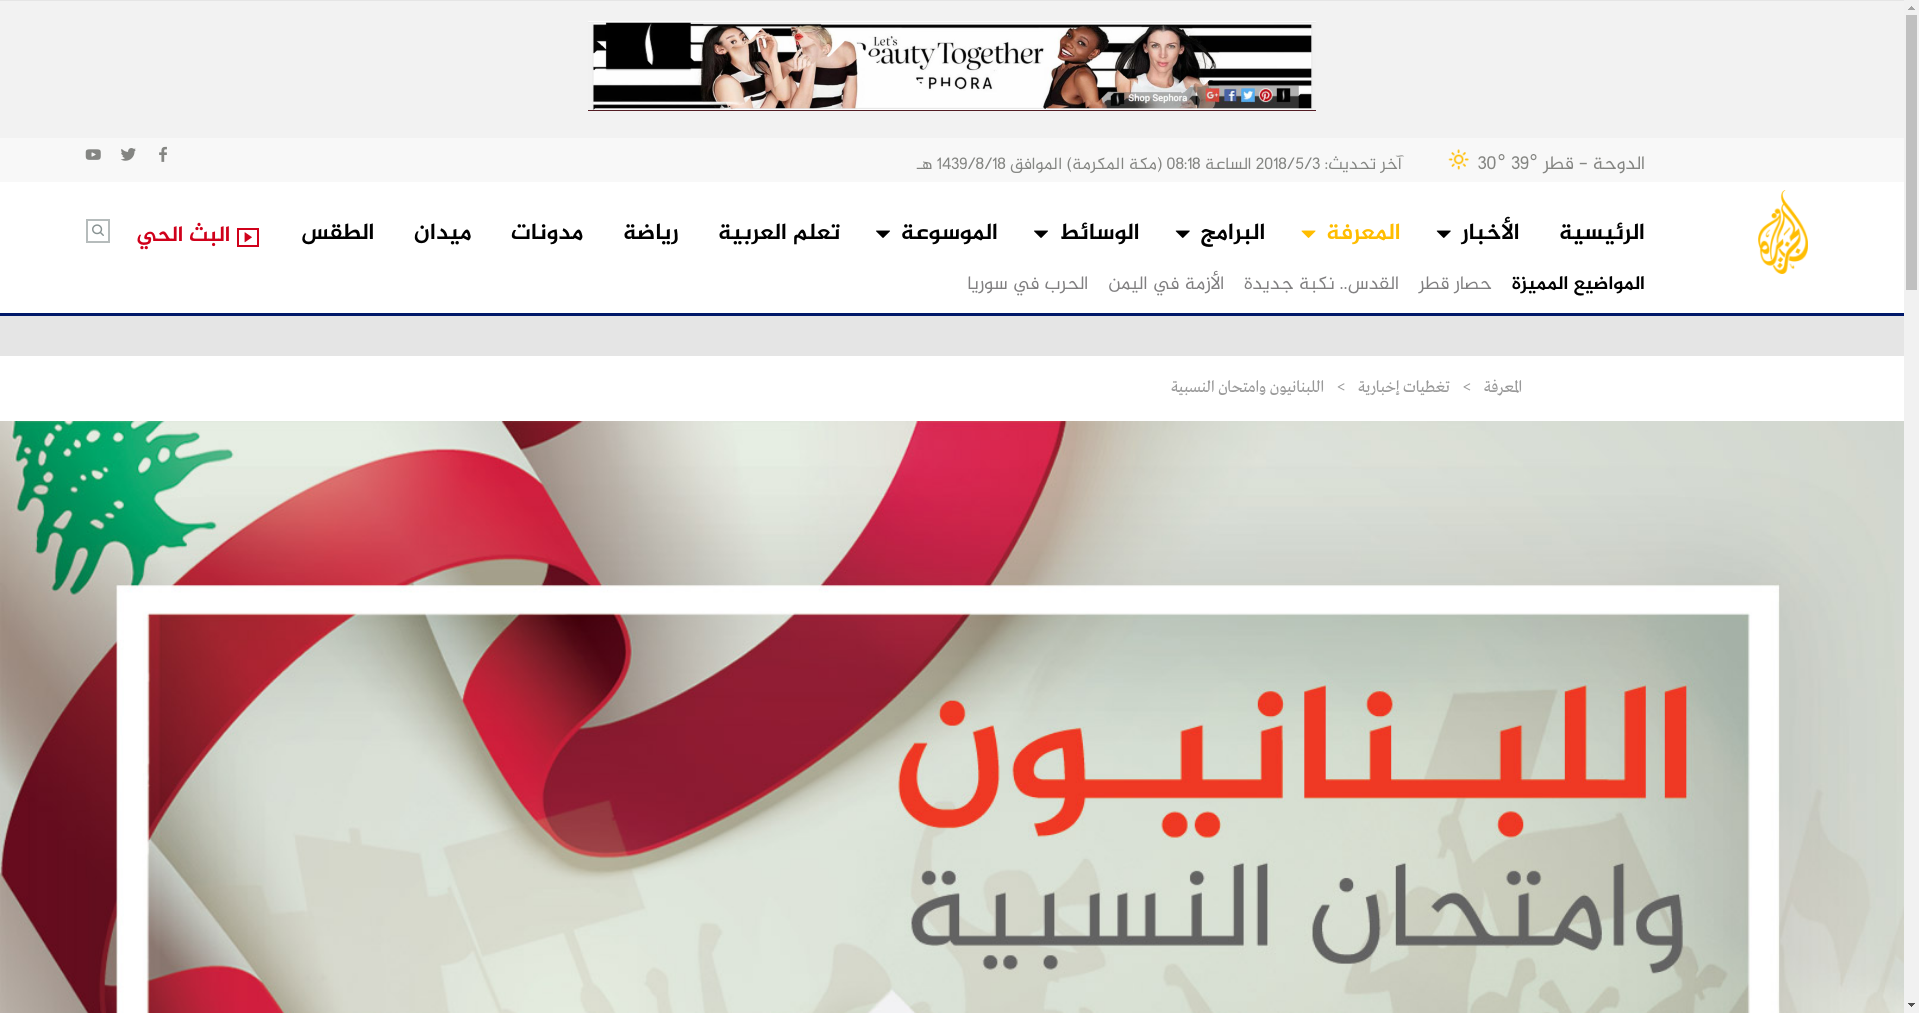 Let's
Beauty Together
SEPHORA
Shop Sephora
الدوحة - قطر 39° 30°
آخر تحديث: 2018/5/3 الساعة 08:18 (مكة المكرمة) الموافق 1439/8/18 هـ
الرئيسية الأخبار المعرفة البرامج الوسائط الموسوعة تعلم العربية رياضة مدونات ميدان الطقس البث الحي
المواضيع المميزة حصار قطر القدس.. نكبة جديدة الأزمة في اليمن الحرب في سوريا
المعرفة > تغطيات إخبارية > اللبنانيون وامتحان النسبية
اللبنانيون
وامتحان النسبية